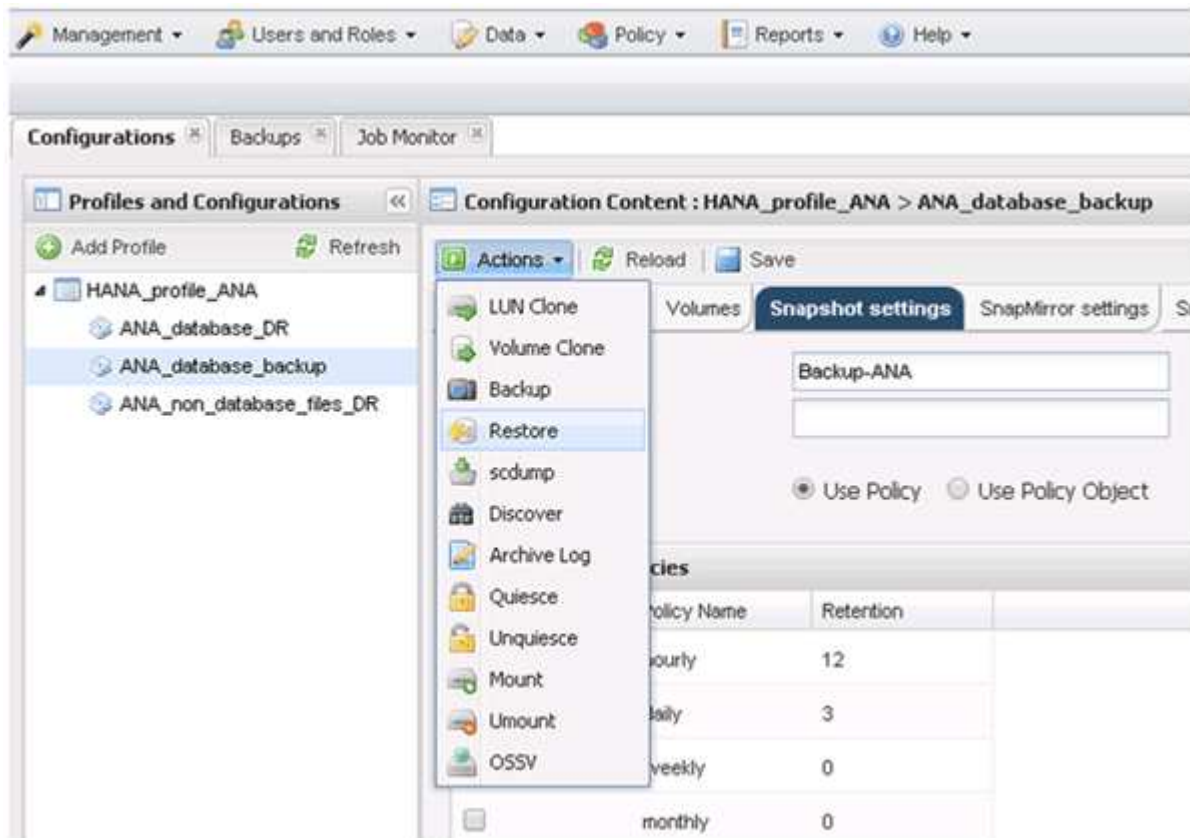 Management Users and Roles Data Policy Reports Help
Configurations Backups Job Monitor
Profiles and Configurations
Add Profile Refresh
HANA_profile_ANA
ANA_database_DR
ANA_database_backup
ANA_non_database_files_DR
Configuration Content : HANA_profile_ANA > ANA_database_backup
Actions Reload Save
Volumes Snapshot settings SnapMirror settings
LUN Clone
Volume Clone
Backup
Restore
scdump
Discover
Archive Log
Quiesce
Unquiesce
Mount
Umount
OSSV
Backup-ANA
Use Policy Use Policy Object
cies
Policy Name Retention
hourly 12
daily 3
weekly 0
monthly 0